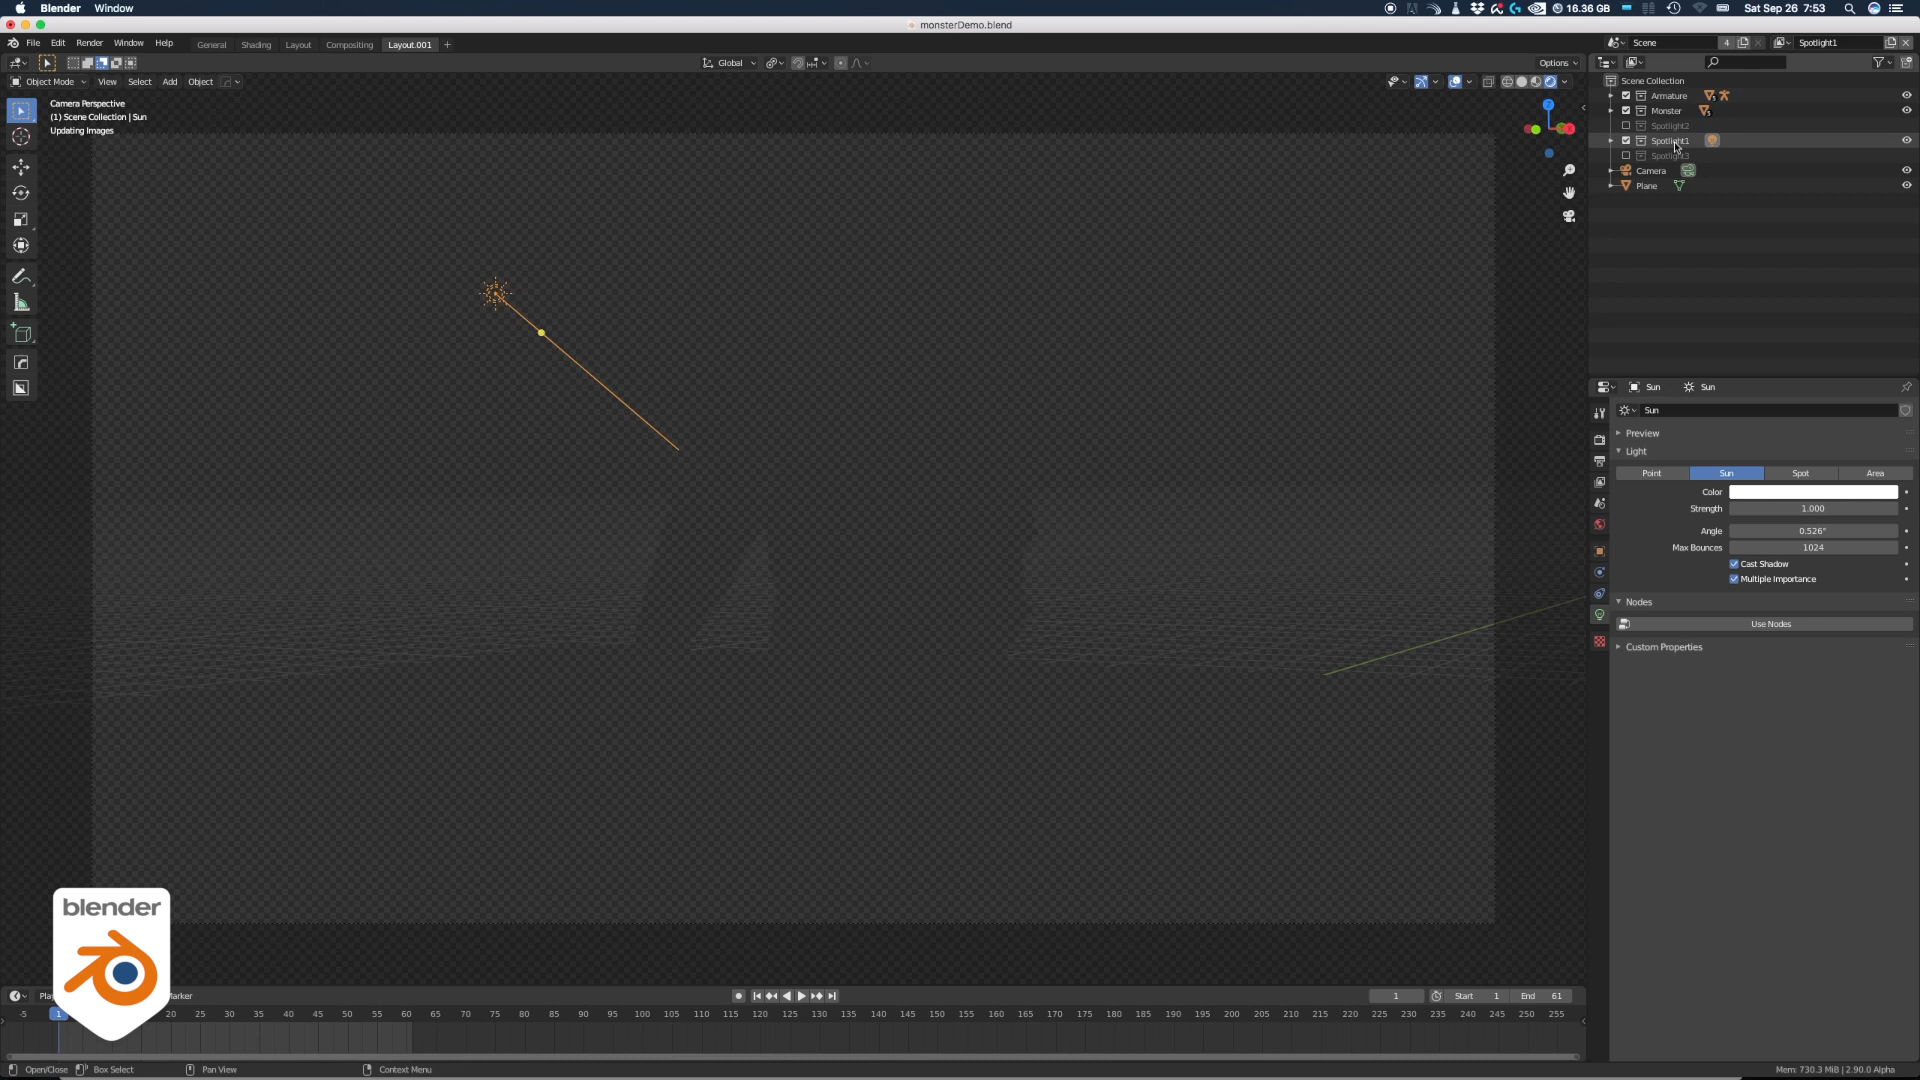 Blender Window
16.36 GB Sat Sep 26 7:53
monsterDemo.blend
File Edit Render Window Help General Shading Layout Compositing Layout.001 +
Scene 4 Spotlight1
Global Options
Object Mode View Select Add Object
Camera Perspective
(1) Scene Collection | Sun
Updating Images
Z
Scene Collection
Armature 5
Monster 5
Spotlight2
Spotlight1
Spotlight3
Camera
Plane
Sun Sun
Sun
Preview
Light
Point Sun Spot Area
Color
Strength 1.000
Angle 0.526°
Max Bounces 1024
Cast Shadow
Multiple Importance
Nodes
Use Nodes
Custom Properties
blender
Marker
1 Start 1 End 61
-5 1 20 25 30 35 40 45 50 55 60 65 70 75 80 85 90 95 100 105 110 115 120 125 130 135 140 145 150 155 160 165 170 175 180 185 190 195 200 205 210 215 220 225 230 235 240 245 250 255
Open/Close Box Select Pan View Context Menu Mem: 730.3 MiB | 2.90.0 Alpha